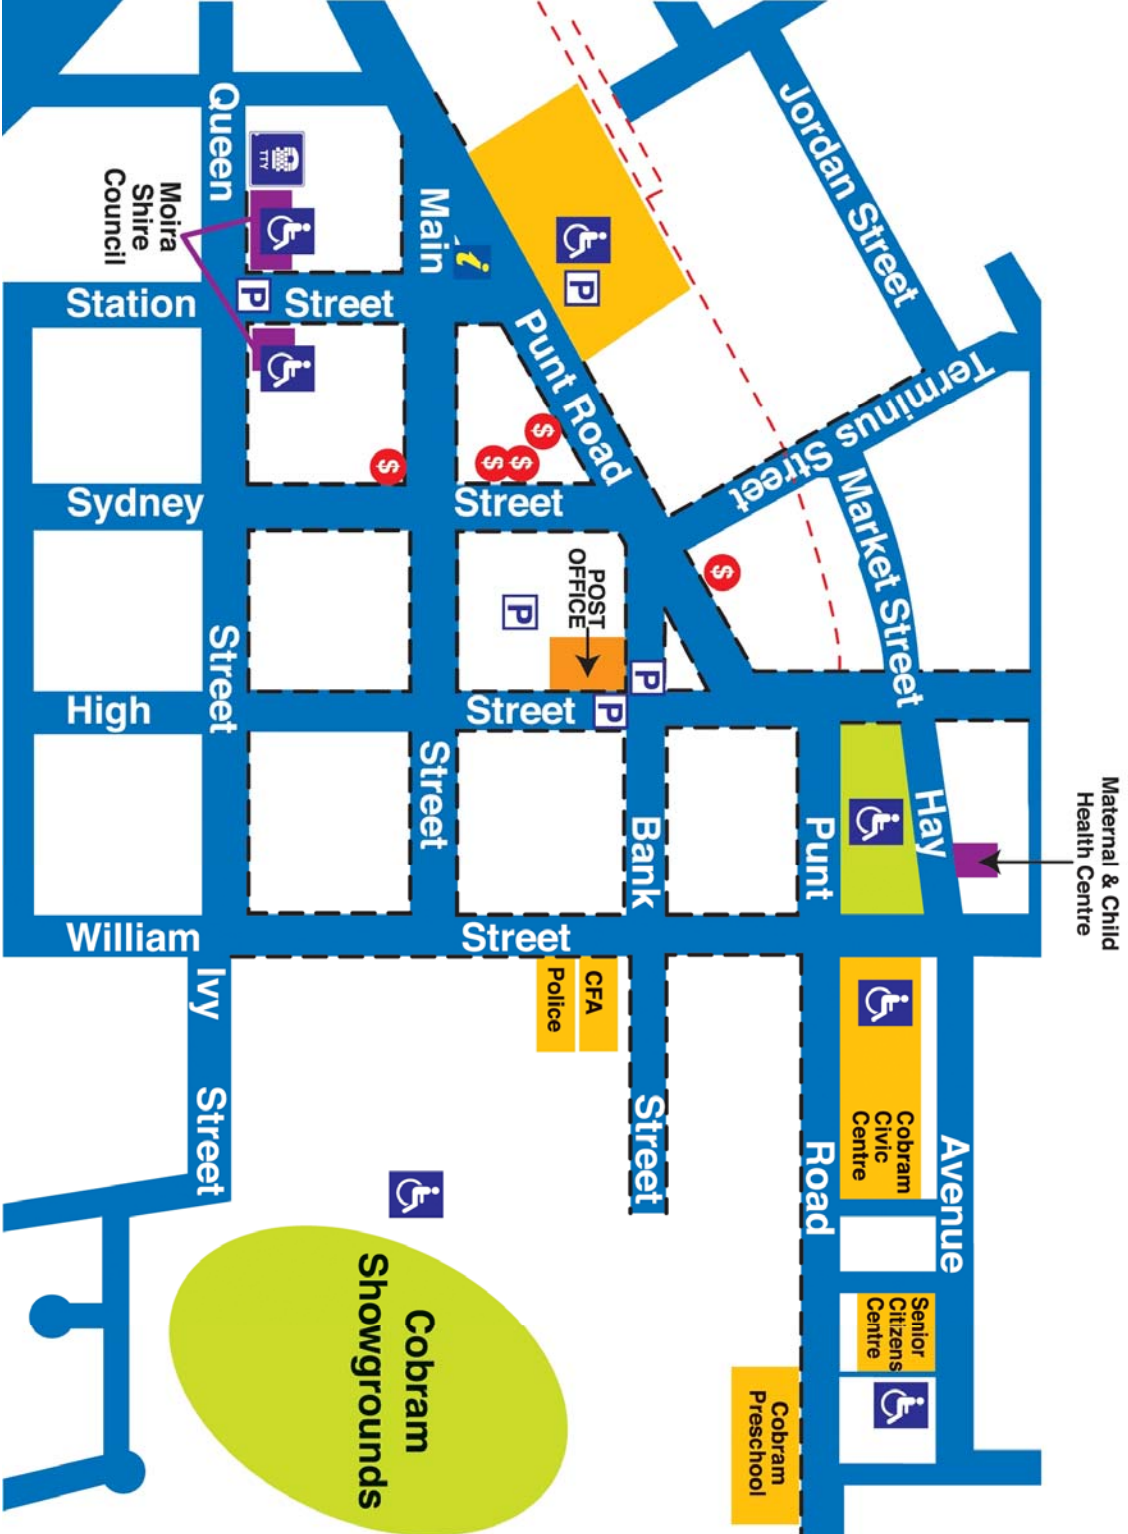 Jordan Street
Queen
TTY
Moira
Shire
Council
Main
i
P
Station
P
Street
Punt Road
Terminus Street
$
$
$
$
Sydney
Street
Market Street
$
POST
OFFICE
P
P
P
High
Street
Street
Street
Hay
Maternal & Child
Health Centre
Bank
Punt
William
Street
Ivy
Street
CFA
Police
Street
Cobram
Civic
Centre
Road
Avenue
Senior
Citizens
Centre
Cobram
Showgrounds
Cobram
Preschool